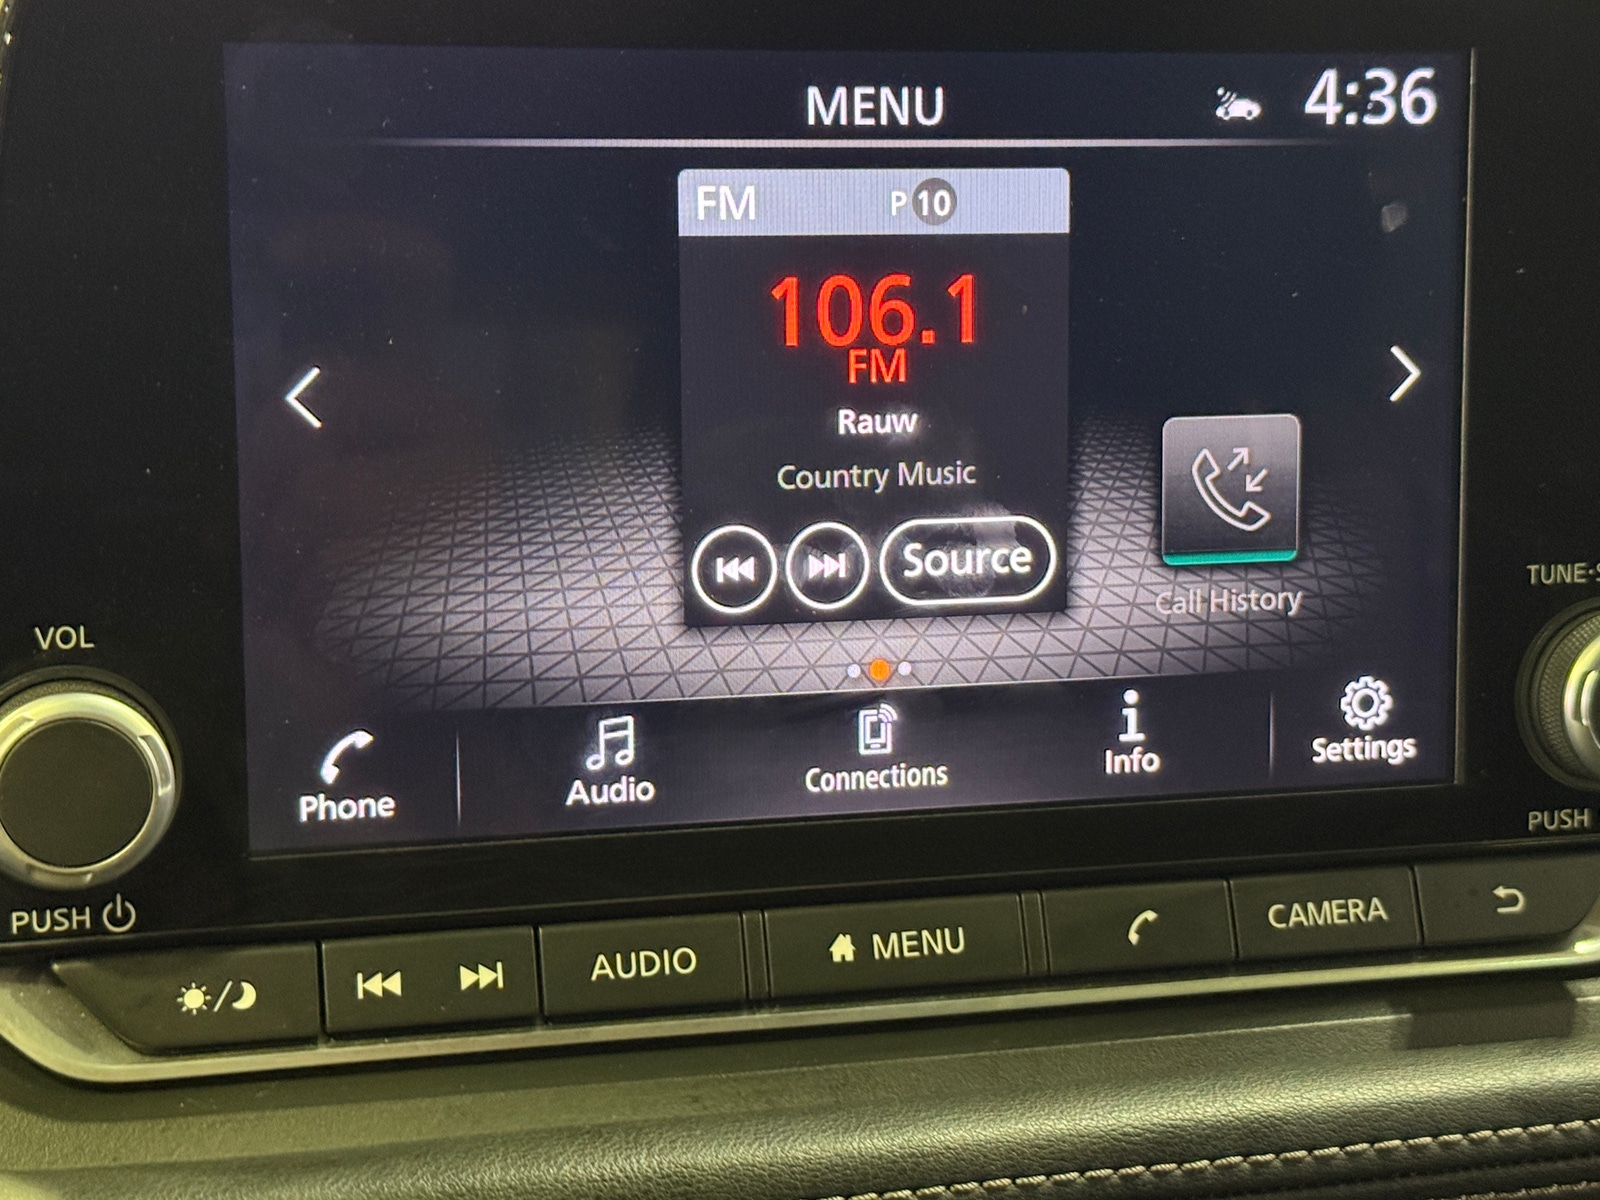 MENU
4:36
FM P 10
106.1
FM
Rauw
Country Music
Source
Call History
Phone
Audio
Connections
Info
Settings
VOL
PUSH
TUNE·S
PUSH
AUDIO
MENU
CAMERA